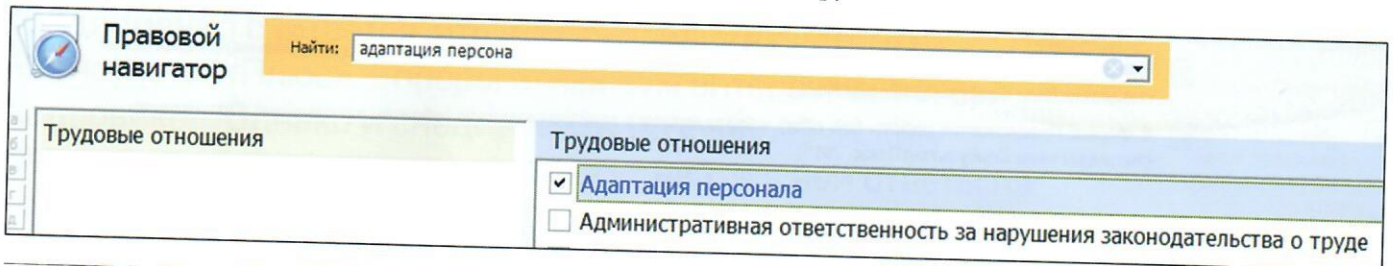 Правовой
навигатор
Найти: адаптация персона
а
б
в
г
д
Трудовые отношения
Трудовые отношения
Адаптация персонала
Административная ответственность за нарушения законодательства о труде